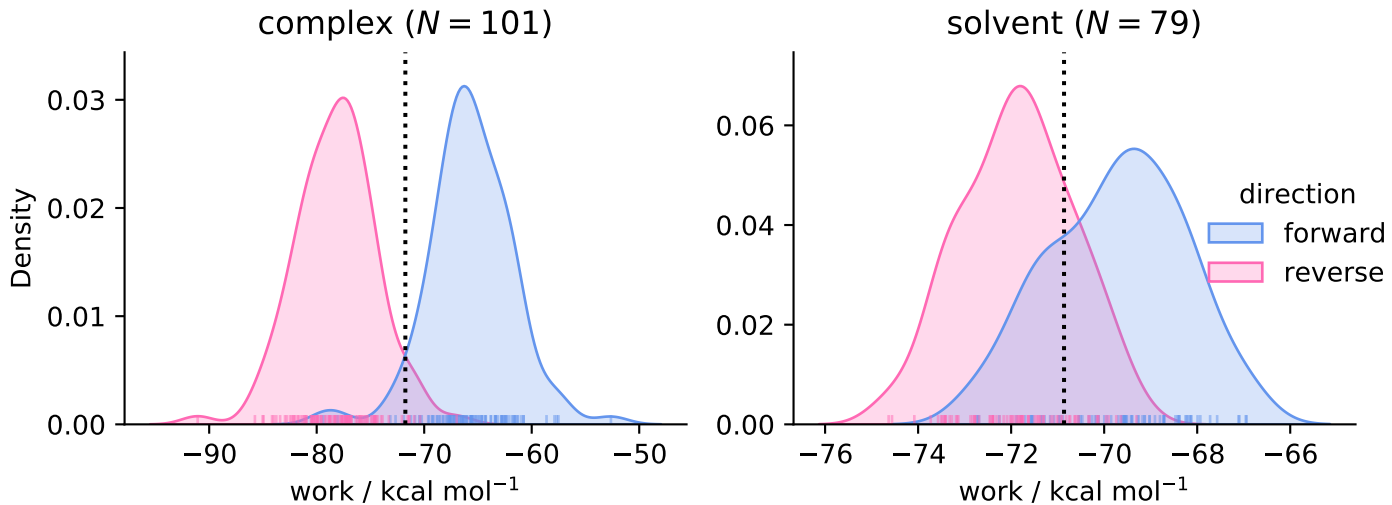 complex (N = 101)
0.03
0.02
0.01
0.00
Density
−90 −80 −70 −60 −50
work / kcal mol⁻¹
solvent (N = 79)
0.06
0.04
0.02
0.00
−76 −74 −72 −70 −68 −66
work / kcal mol⁻¹
direction
forward
reverse